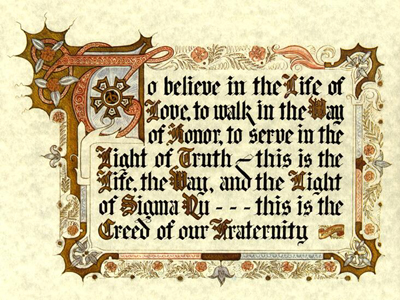 To believe in the Life of
Love, to walk in the Way
of Honor, to serve in the
Light of Truth – this is the
Life, the Way, and the Light
of Sigma Nu - - - this is the
Creed of our Fraternity